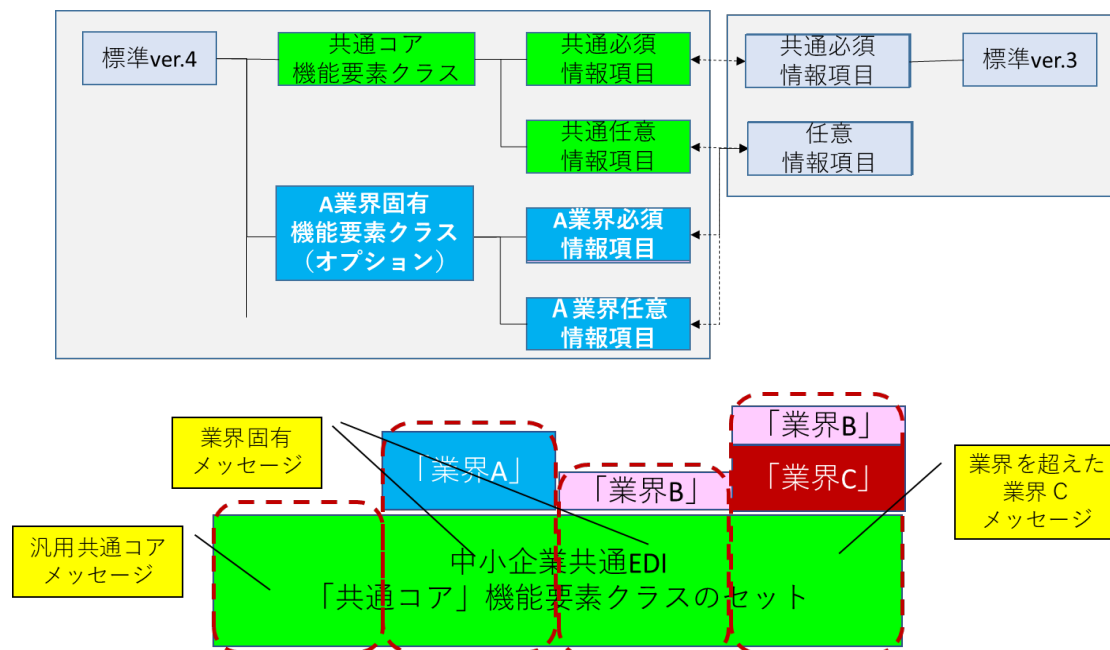 標準ver.4
共通コア
機能要素クラス
共通必須
情報項目
共通必須
情報項目
標準ver.3
共通任意
情報項目
任意
情報項目
A業界固有
機能要素クラス
（オプション）
A業界必須
情報項目
A業界任意
情報項目
業界固有
メッセージ
「業界A」
「業界B」
「業界B」
「業界C」
業界を超えた
業界C
メッセージ
汎用共通コア
メッセージ
中小企業共通EDI
「共通コア」機能要素クラスのセット